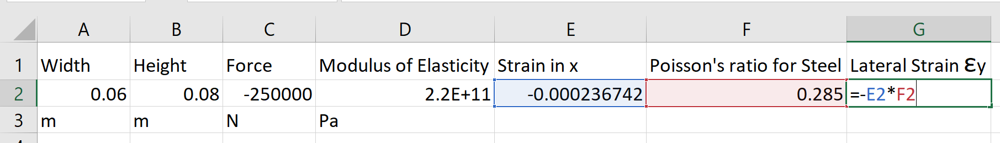 A B C D E F G
1 Width Height Force Modulus of Elasticity Strain in x Poisson's ratio for Steel Lateral Strain Ɛy
2 0.06 0.08 -250000 2.2E+11 -0.000236742 0.285 =-E2*F2
3 m m N Pa